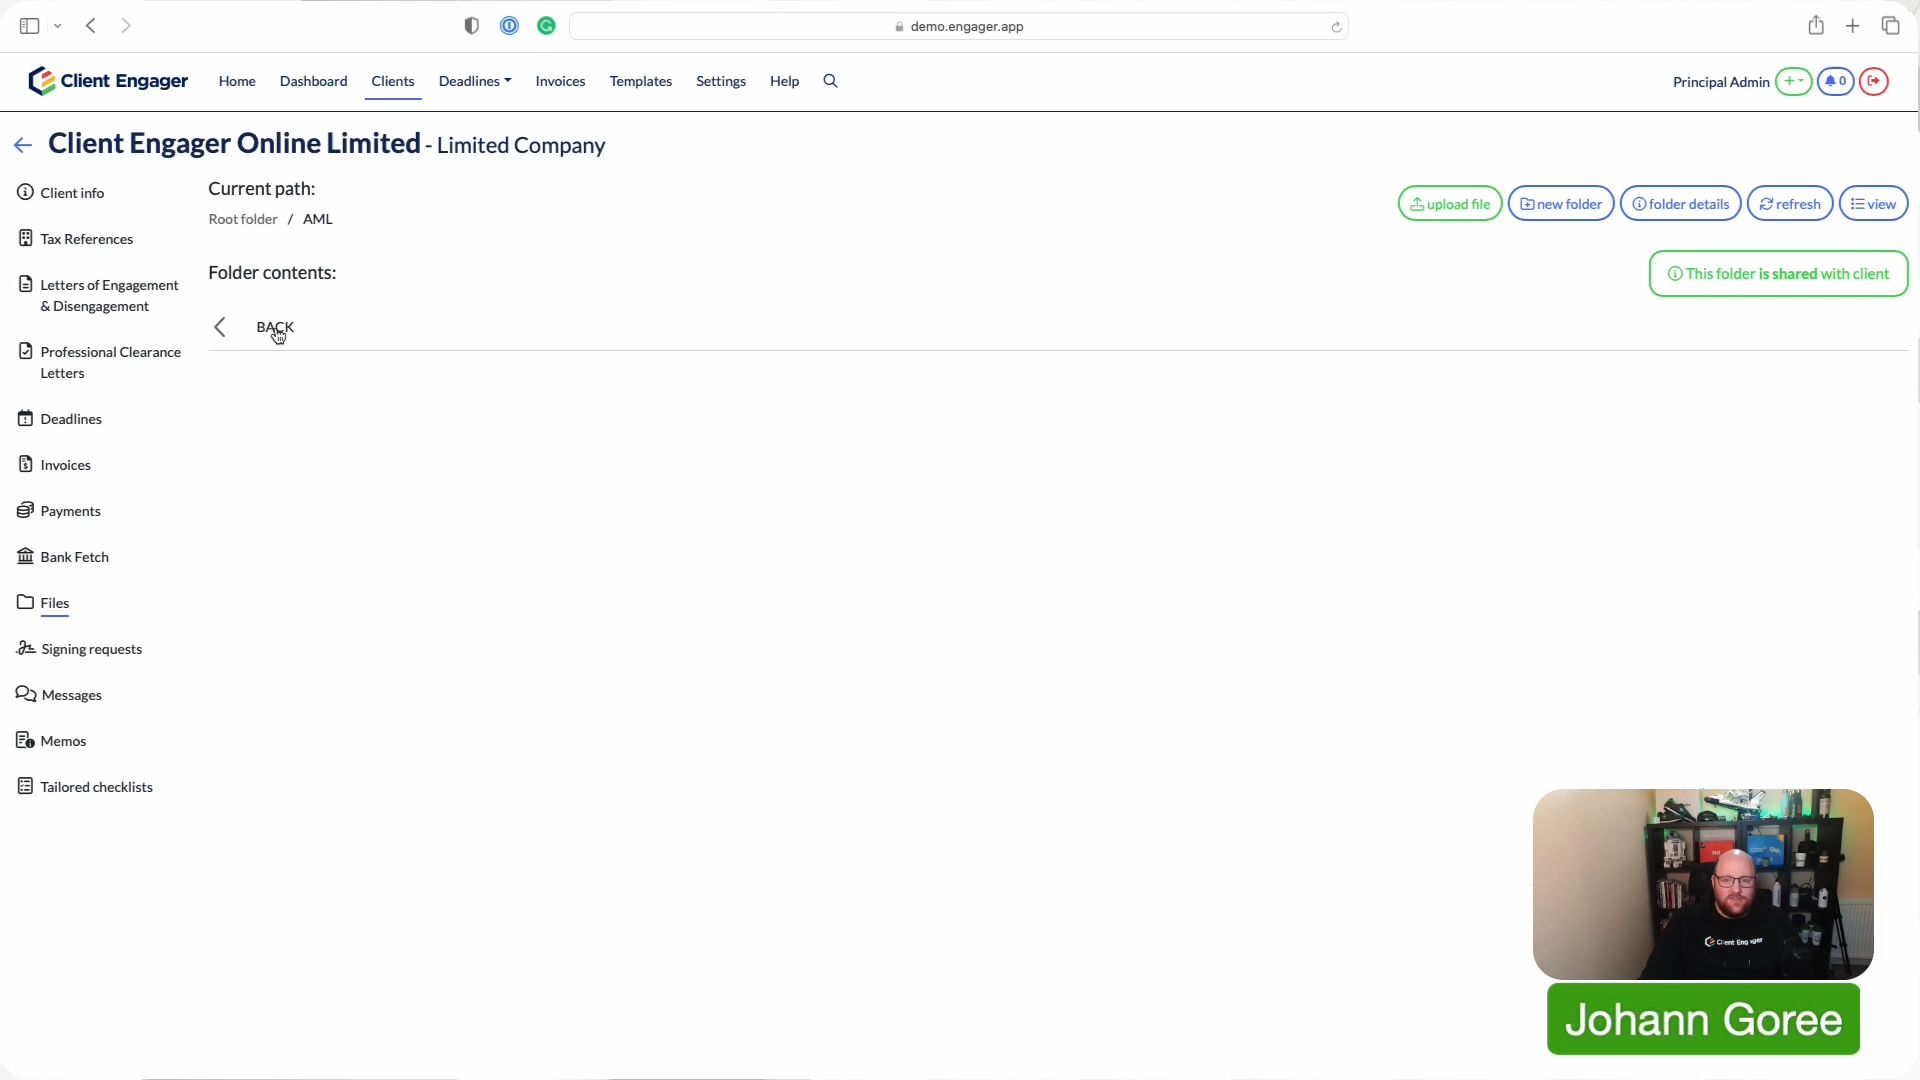 demo.engager.app
Client Engager Home Dashboard Clients Deadlines Invoices Templates Settings Help
Principal Admin + 0
Client Engager Online Limited - Limited Company
Client info
Tax References
Letters of Engagement
& Disengagement
Professional Clearance
Letters
Deadlines
Invoices
Payments
Bank Fetch
Files
Signing requests
Messages
Memos
Tailored checklists
Current path:
Root folder / AML
upload file
new folder
folder details
refresh
view
Folder contents:
This folder is shared with client
BACK
Client Engager
Johann Goree